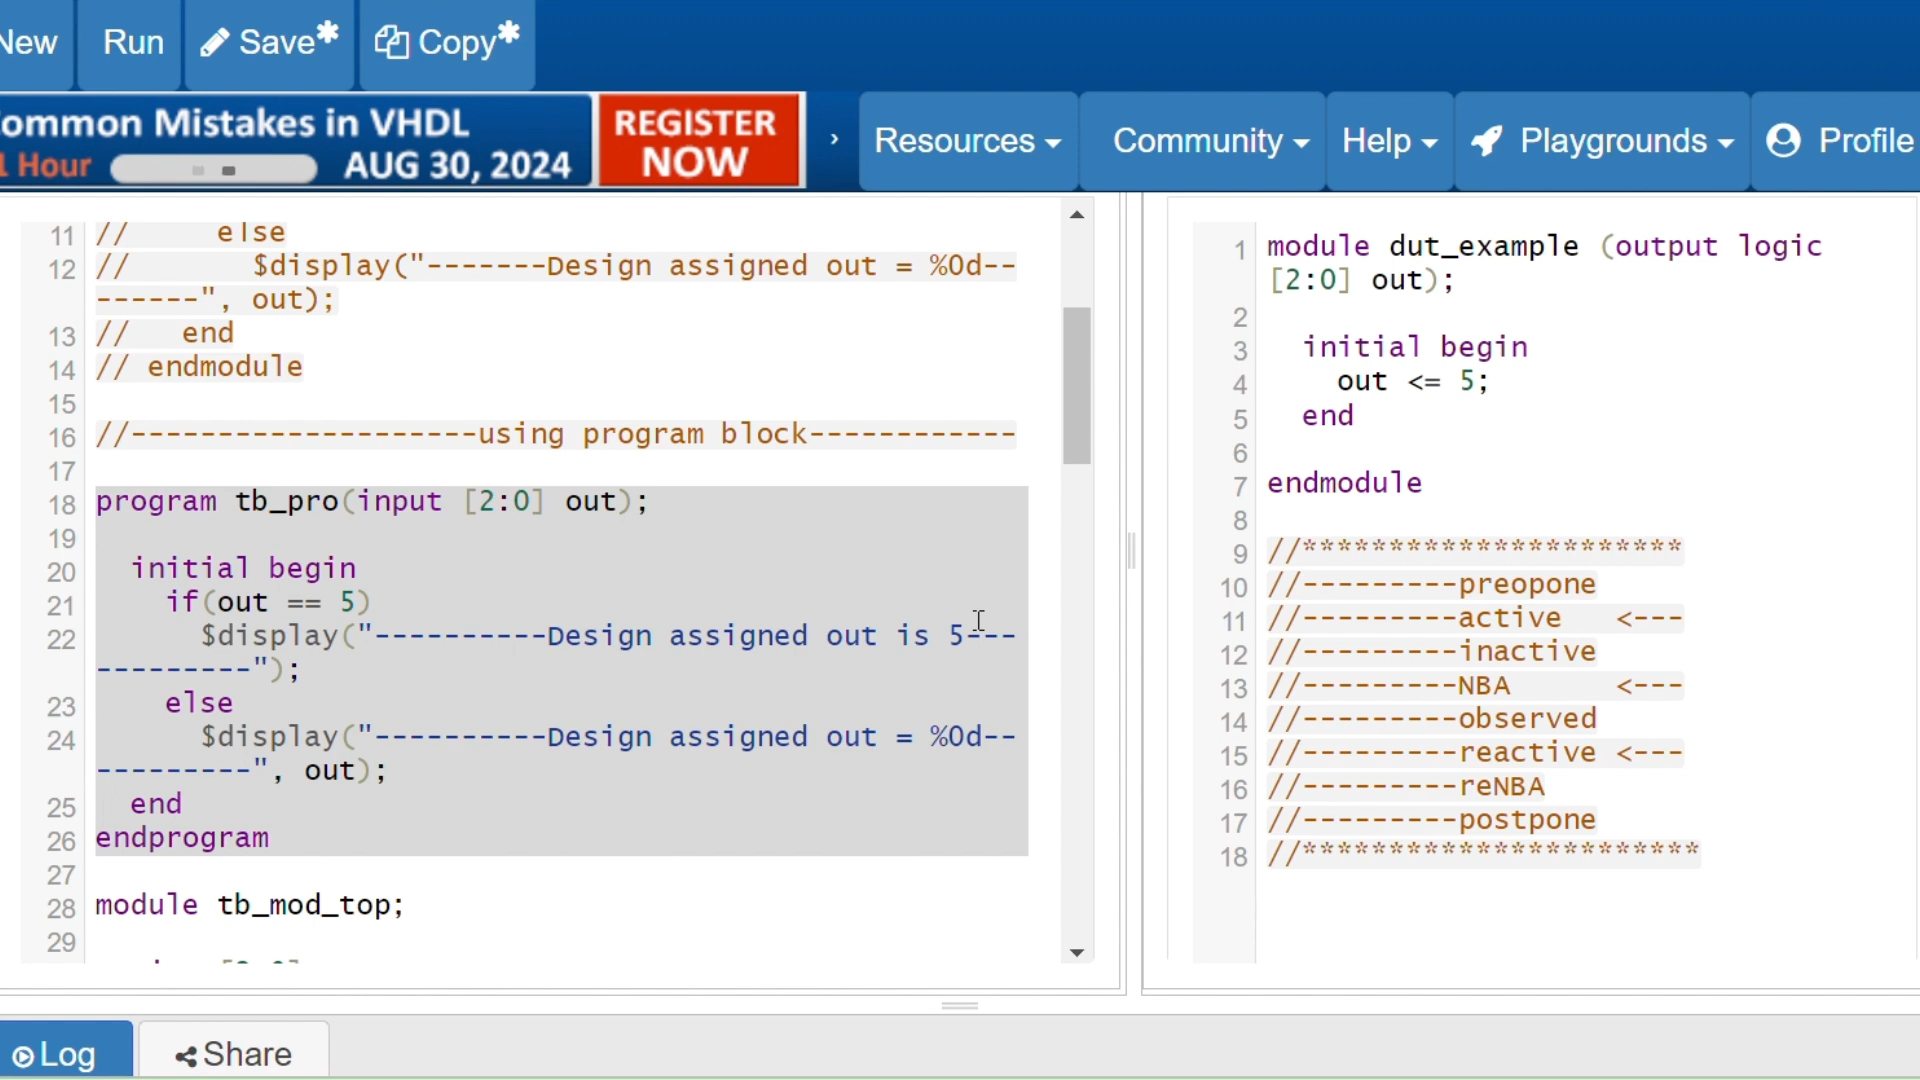 New Run Save* Copy*
ommon Mistakes in VHDL
1 Hour AUG 30, 2024
REGISTER
NOW
› Resources Community Help Playgrounds Profile
11 //     else
12 //       $display("-------Design assigned out = %0d--
------", out);
13 //   end
14 // endmodule
15
16 //--------------------using program block------------
17
18 program tb_pro(input [2:0] out);
19
20   initial begin
21     if(out == 5)
22       $display("----------Design assigned out is 5---
---------");
23     else
24       $display("----------Design assigned out = %0d--
---------", out);
25   end
26 endprogram
27
28 module tb_mod_top;
29
1 module dut_example (output logic
[2:0] out);
2
3   initial begin
4     out <= 5;
5   end
6
7 endmodule
8
9 //**********************
10 //---------preopone
11 //---------active   <---
12 //---------inactive
13 //---------NBA      <---
14 //---------observed
15 //---------reactive <---
16 //---------reNBA
17 //---------postpone
18 //***********************
Log Share